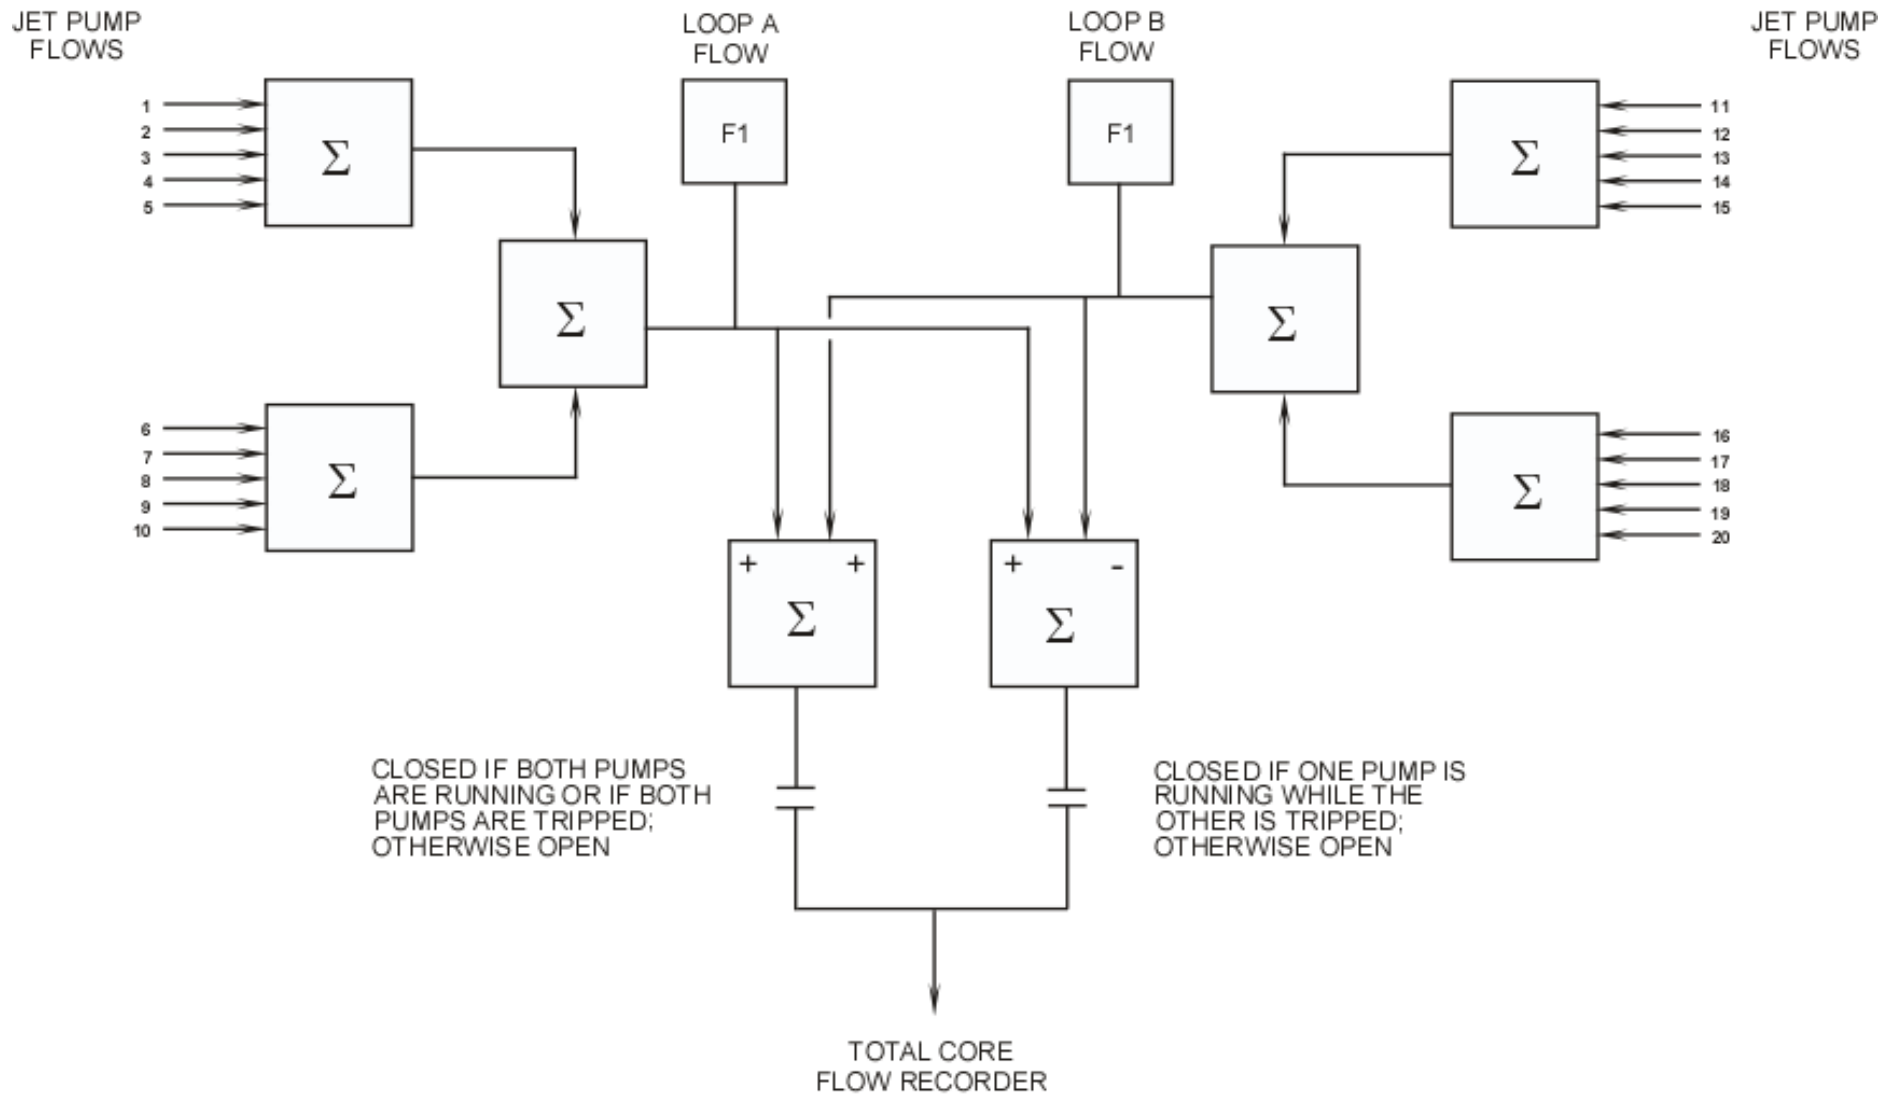 JET PUMP
FLOWS
LOOP A
FLOW
LOOP B
FLOW
JET PUMP
FLOWS
1
2
3
4
5
Σ
F1
F1
Σ
11
12
13
14
15
Σ
Σ
6
7
8
9
10
Σ
Σ
16
17
18
19
20
+ +
Σ
+ -
Σ
CLOSED IF BOTH PUMPS
ARE RUNNING OR IF BOTH
PUMPS ARE TRIPPED;
OTHERWISE OPEN
CLOSED IF ONE PUMP IS
RUNNING WHILE THE
OTHER IS TRIPPED;
OTHERWISE OPEN
TOTAL CORE
FLOW RECORDER